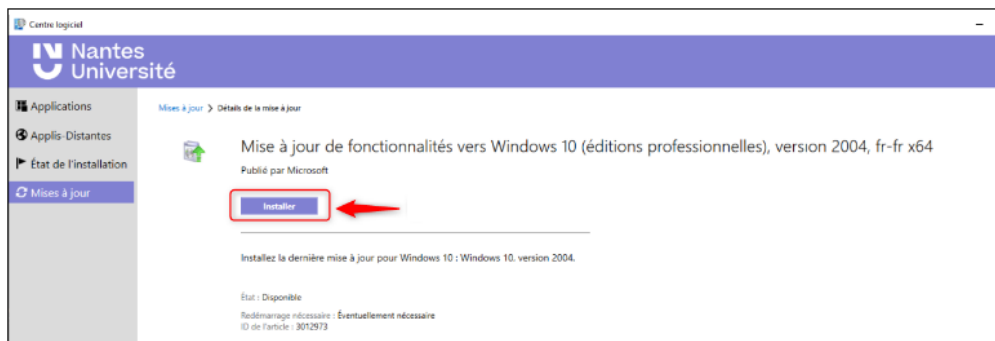 Centre logiciel
Nantes
Université
Applications
Applis-Distantes
État de l'installation
Mises à jour
Mises à jour > Détails de la mise à jour
Mise à jour de fonctionnalités vers Windows 10 (éditions professionnelles), version 2004, fr-fr x64
Publié par Microsoft
Installer
Installez la dernière mise à jour pour Windows 10 : Windows 10. version 2004.
État : Disponible
Redémarrage nécessaire : Éventuellement nécessaire
ID de l'article : 3012973